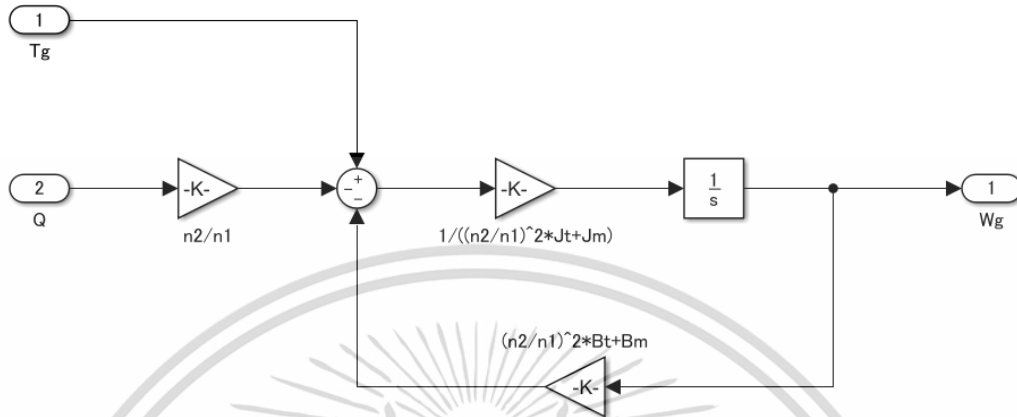 1
Tg
2
Q
-K-
n2/n1
+
-
-
-K-
1/((n2/n1)^2*Jt+Jm)
1
s
1
Wg
(n2/n1)^2*Bt+Bm
-K-